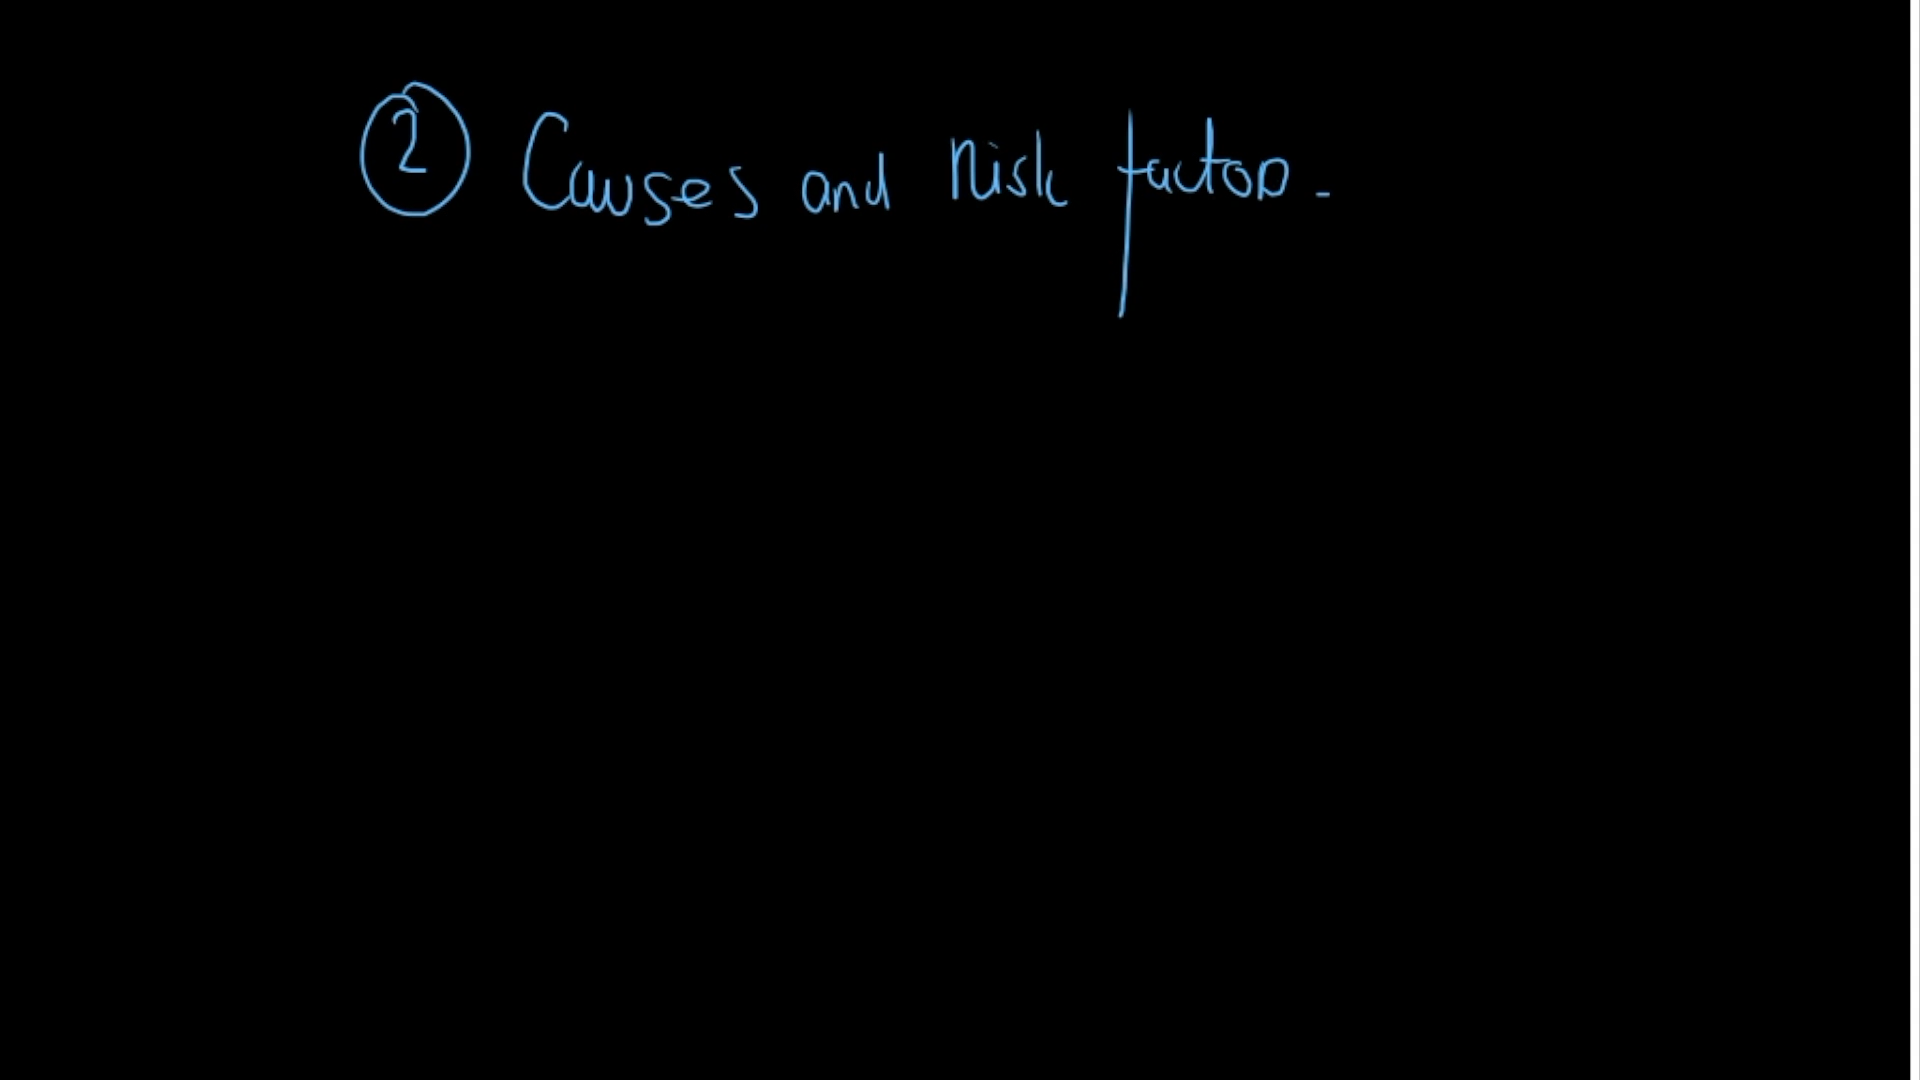 ② Causes and Risk factors.